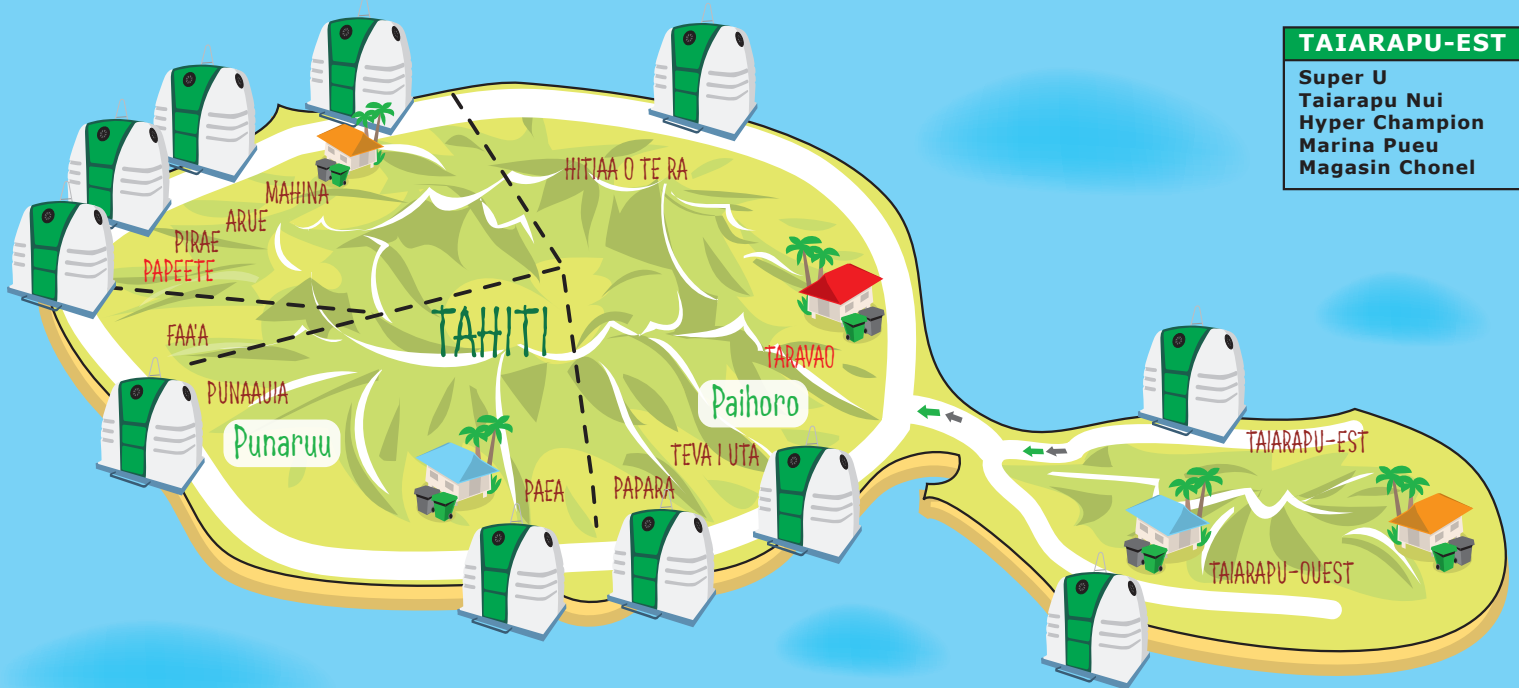 TAIARAPU-EST
Super U
Taiarapu Nui
Hyper Champion
Marina Pueu
Magasin Chonel
HITIAA O TE RA
MAHINA
ARUE
PIRAE
PAPEETE
TAHITI
FAA'A
TARAVAO
PUNAAUIA
Paihoro
Punaruu
TEVA I UTA
TAIARAPU-EST
PAEA
PAPARA
TAIARAPU-OUEST